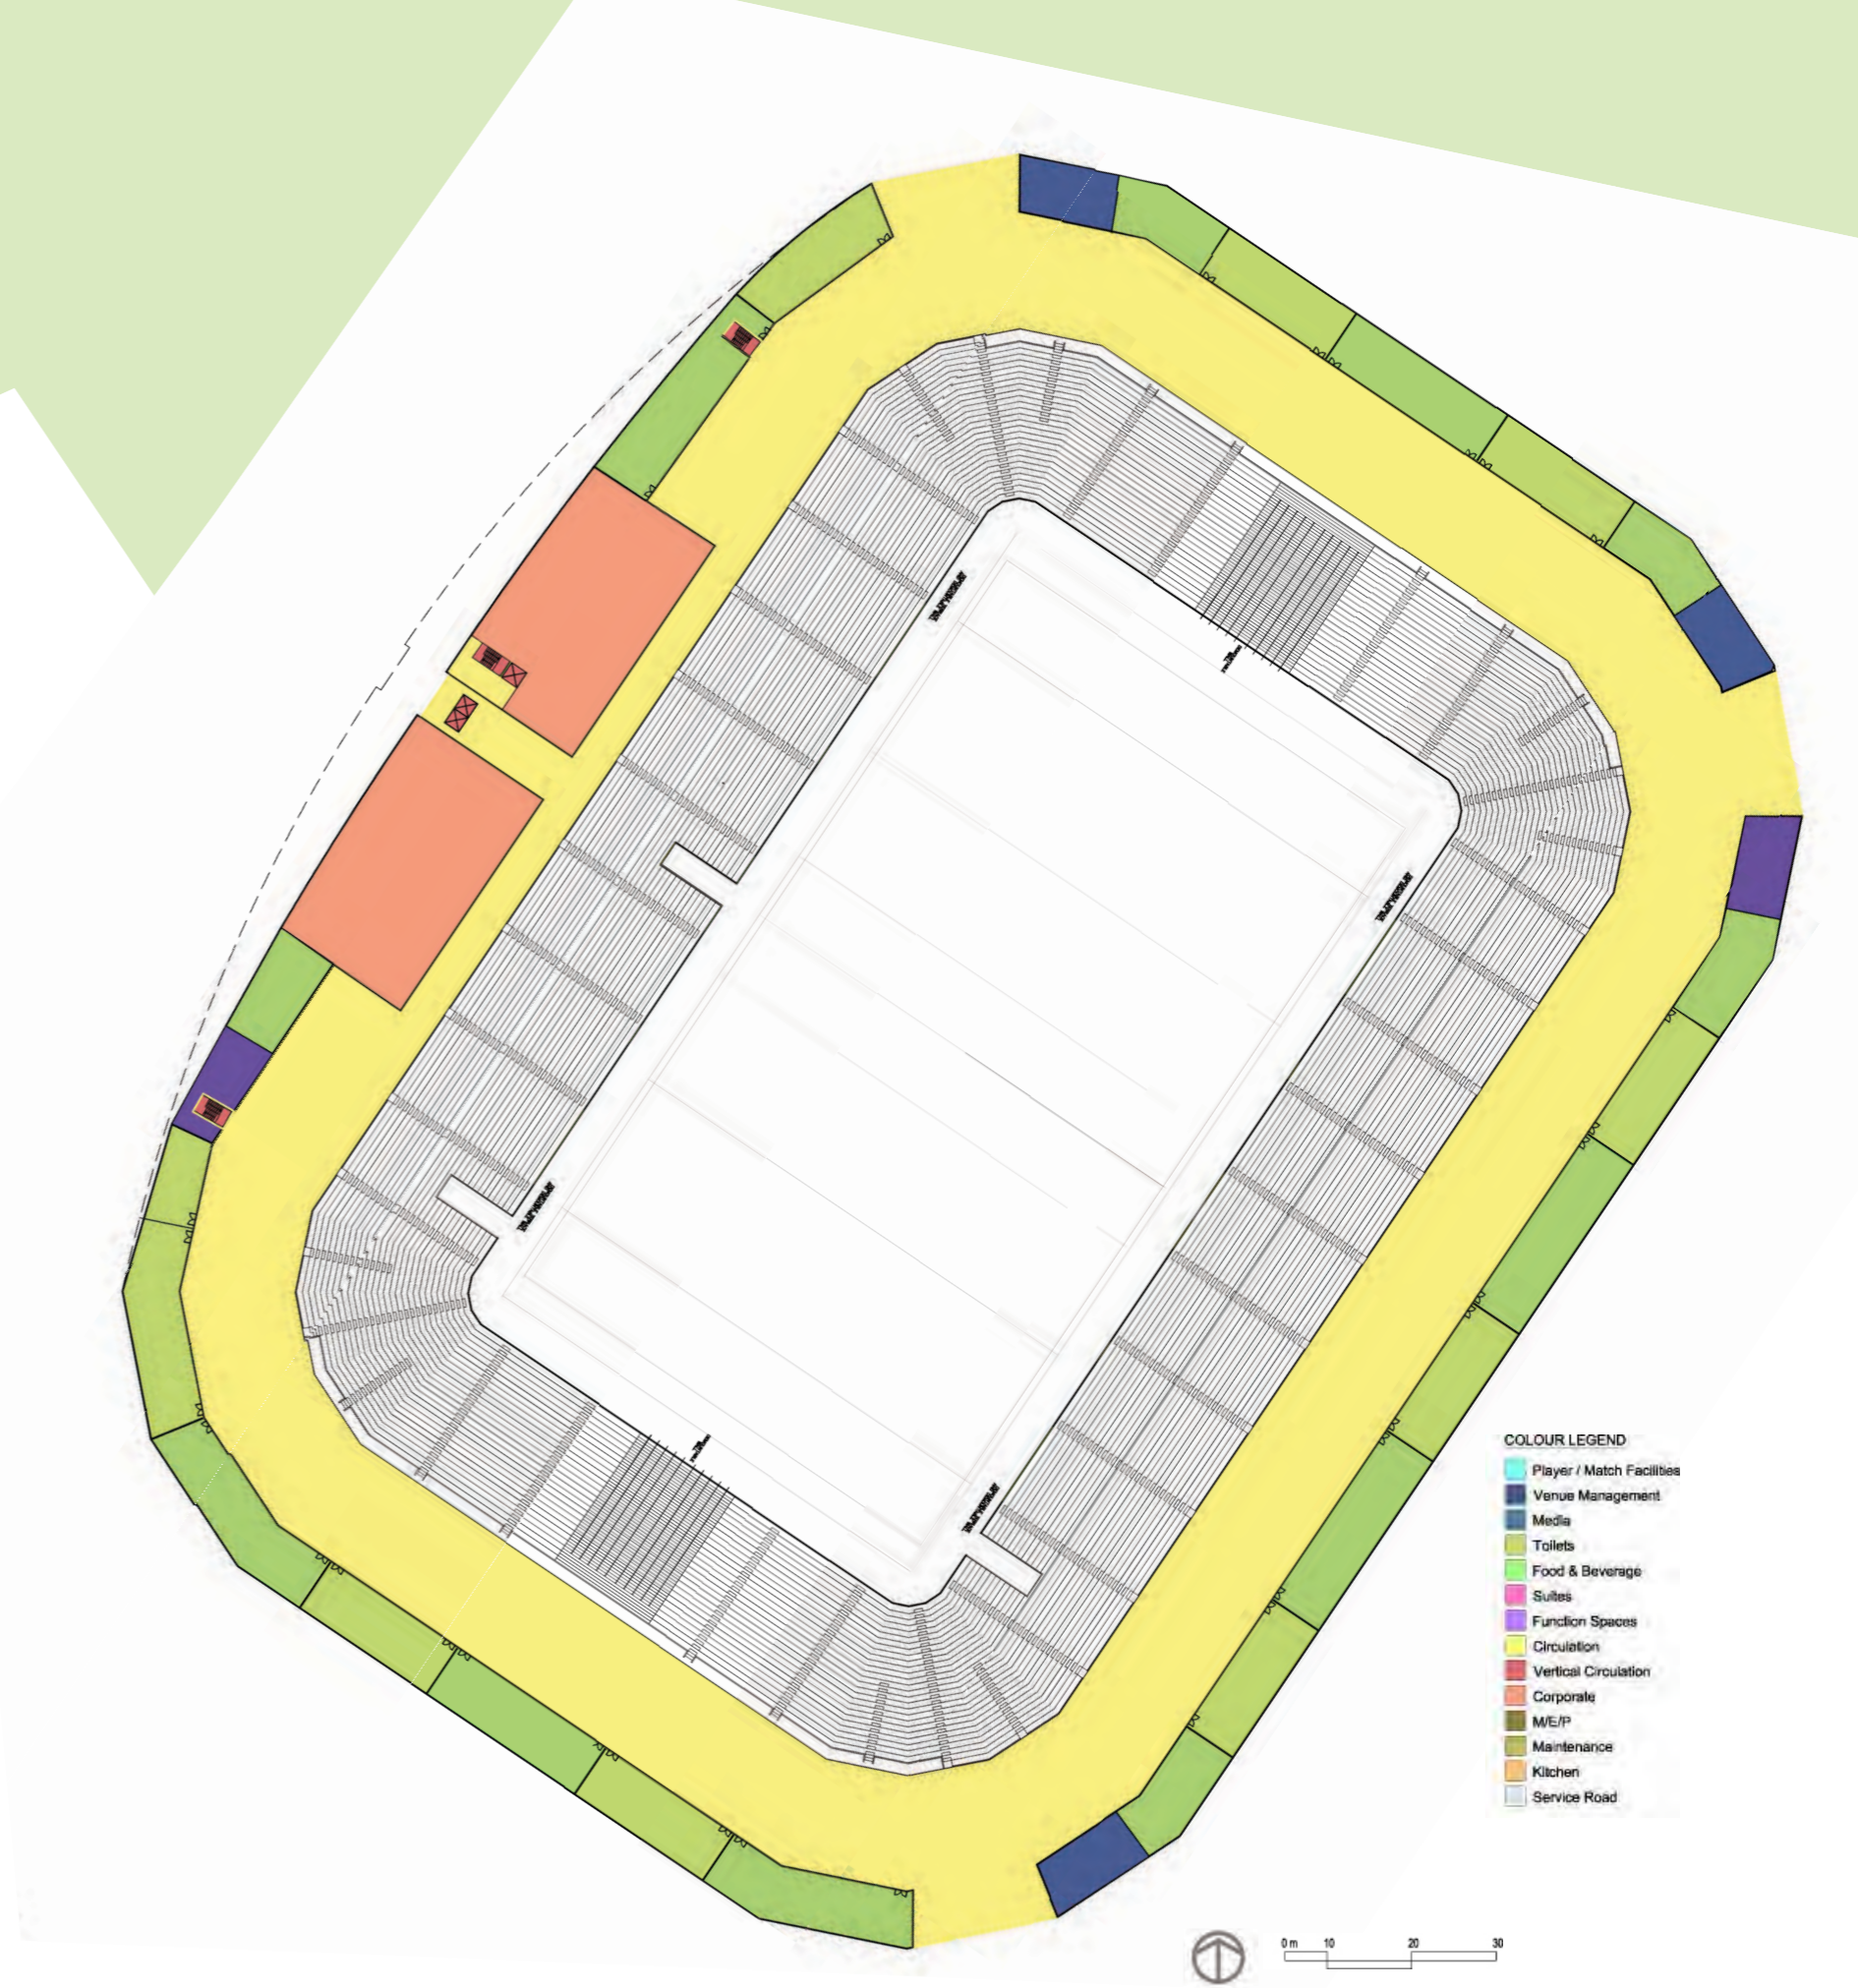 COLOUR LEGEND
Player / Match Facilities
Venue Management
Media
Toilets
Food & Beverage
Suites
Function Spaces
Circulation
Vertical Circulation
Corporate
M/E/P
Maintenance
Kitchen
Service Road
0 m 10 20 30